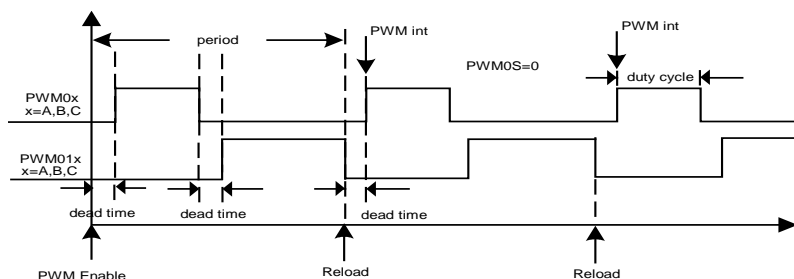 period
PWM int
PWM int
PWM0S=0
duty cycle
PWM0x
x=A,B,C
PWM01x
x=A,B,C
dead time
dead time
dead time
PWM Enable
Reload
Reload